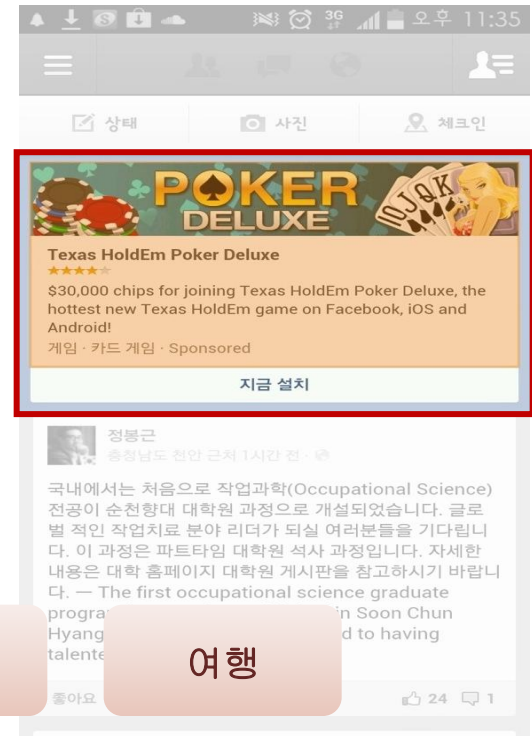 3G 오후 11:35
상태 사진 체크인
POKER
DELUXE
10 J Q A K
Texas HoldEm Poker Deluxe
$30,000 chips for joining Texas HoldEm Poker Deluxe, the
hottest new Texas HoldEm game on Facebook, iOS and
Android!
게임 · 카드 게임 · Sponsored
지금 설치
정봉근
충청남도 천안 근처 1시간 전 ·
국내에서는 처음으로 작업과학(Occupational Science)
전공이 순천향대 대학원 과정으로 개설되었습니다. 글로
벌 적인 작업치료 분야 리더가 되실 여러분들을 기다립니
다. 이 과정은 파트타임 대학원 석사 과정입니다. 자세한
내용은 대학 홈페이지 대학원 게시판을 참고하시기 바랍니
다. — The first occupational science graduate
in Soon Chun
Hyang d to having
여행
좋아요 24 1